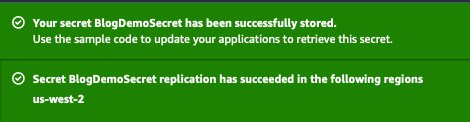 Your secret BlogDemoSecret has been successfully stored.
Use the sample code to update your applications to retrieve this secret.
Secret BlogDemoSecret replication has succeeded in the following regions
us-west-2